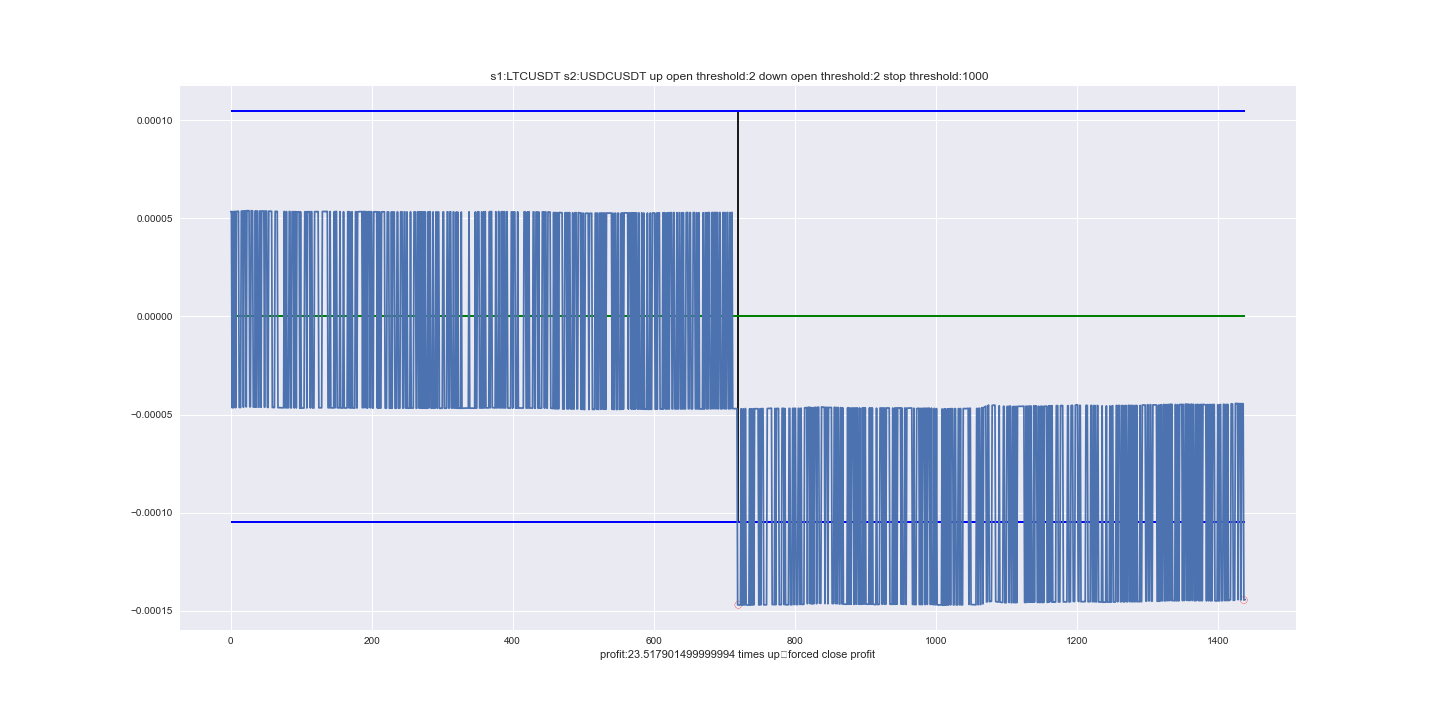 s1:LTCUSDT s2:USDCUSDT up open threshold:2 down open threshold:2 stop threshold:1000
0.00010
0.00005
0.00000
−0.00005
−0.00010
−0.00015
0 200 400 600 800 1000 1200 1400
profit:23.517901499999994 times up□forced close profit